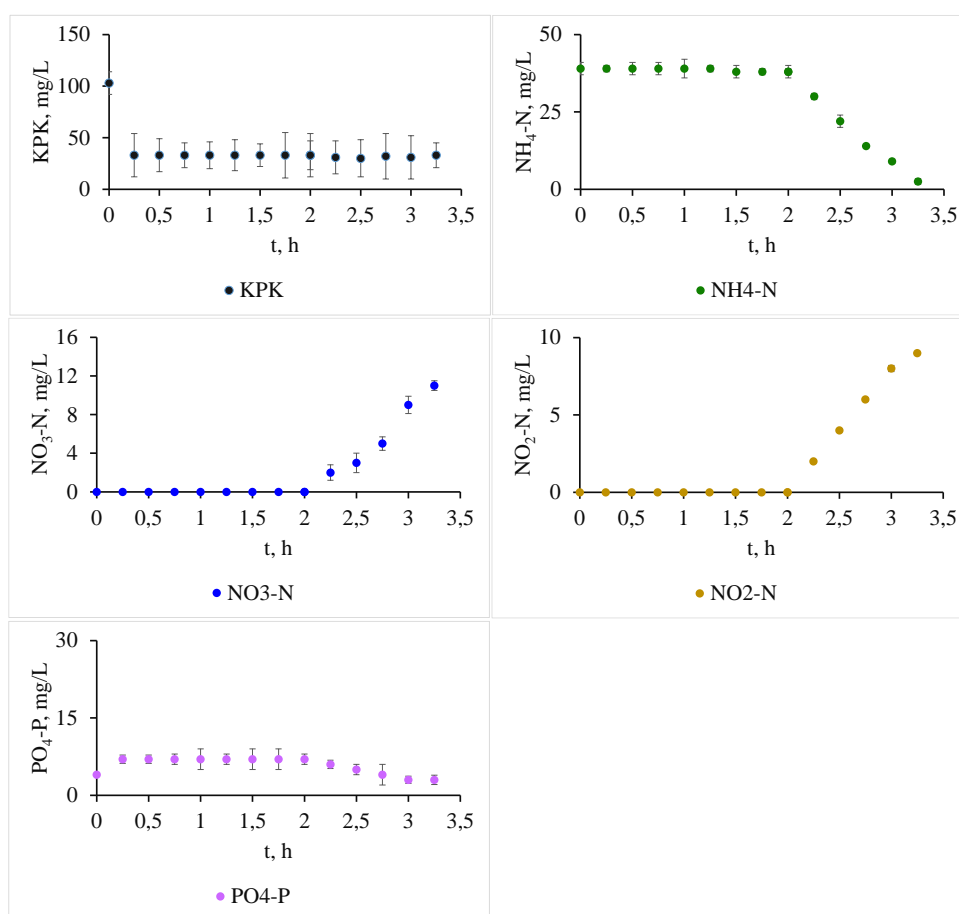 KPK, mg/L
150
100
50
0
0 0,5 1 1,5 2 2,5 3 3,5
t, h
KPK
NH₄-N, mg/L
50
25
0
0 0,5 1 1,5 2 2,5 3 3,5
t, h
NH4-N
NO₃-N, mg/L
16
12
8
4
0
0 0,5 1 1,5 2 2,5 3 3,5
t, h
NO3-N
NO₂-N, mg/L
10
5
0
0 0,5 1 1,5 2 2,5 3 3,5
t, h
NO2-N
PO₄-P, mg/L
30
15
0
0 0,5 1 1,5 2 2,5 3 3,5
t, h
PO4-P